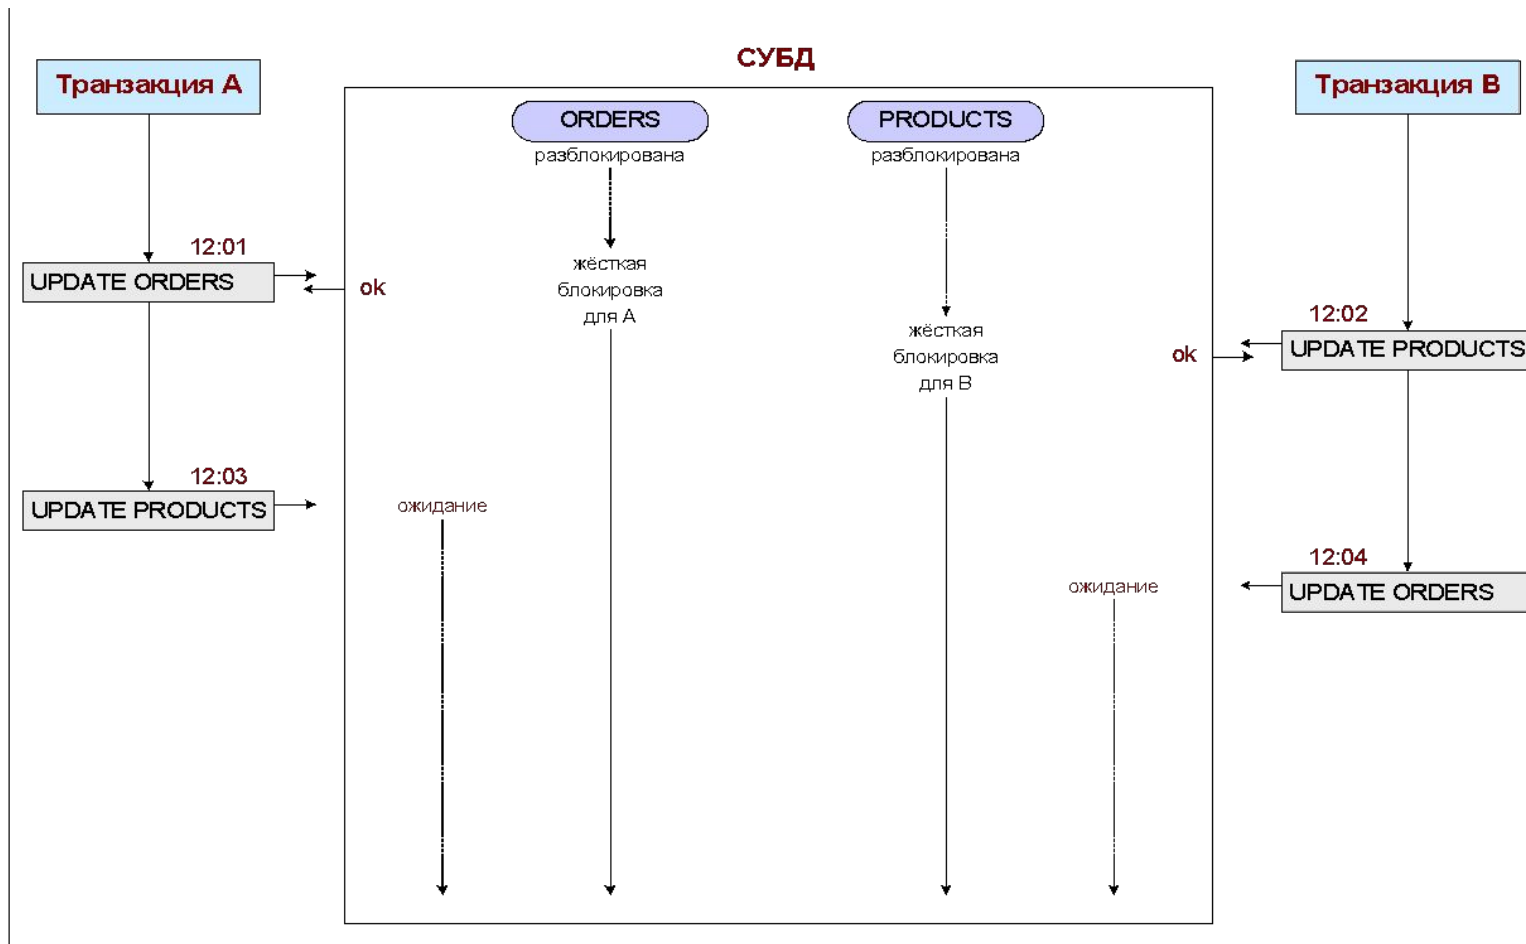 СУБД
Транзакция А
Транзакция В
ORDERS
PRODUCTS
разблокирована
разблокирована
12:01
UPDATE ORDERS
ok
жёсткая
блокировка
для А
12:02
UPDATE PRODUCTS
ok
жёсткая
блокировка
для В
12:03
UPDATE PRODUCTS
ожидание
12:04
UPDATE ORDERS
ожидание